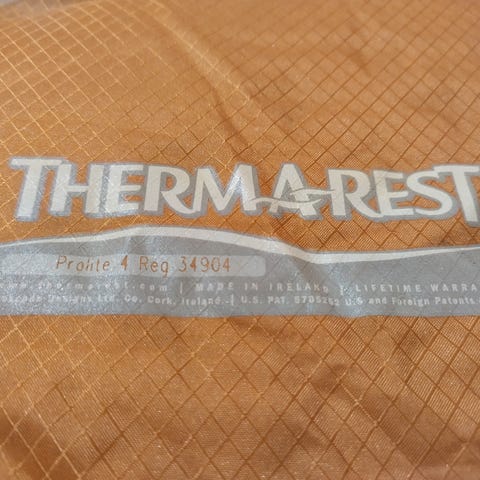 THERM-A-REST
Prolite 4 Reg 34904
www.thermarest.com | MADE IN IRELAND | LIFETIME WARRA
Cascade Designs Ltd. Co. Cork, Ireland. | U.S. PAT. 5705252 U.S and Foreign Patents